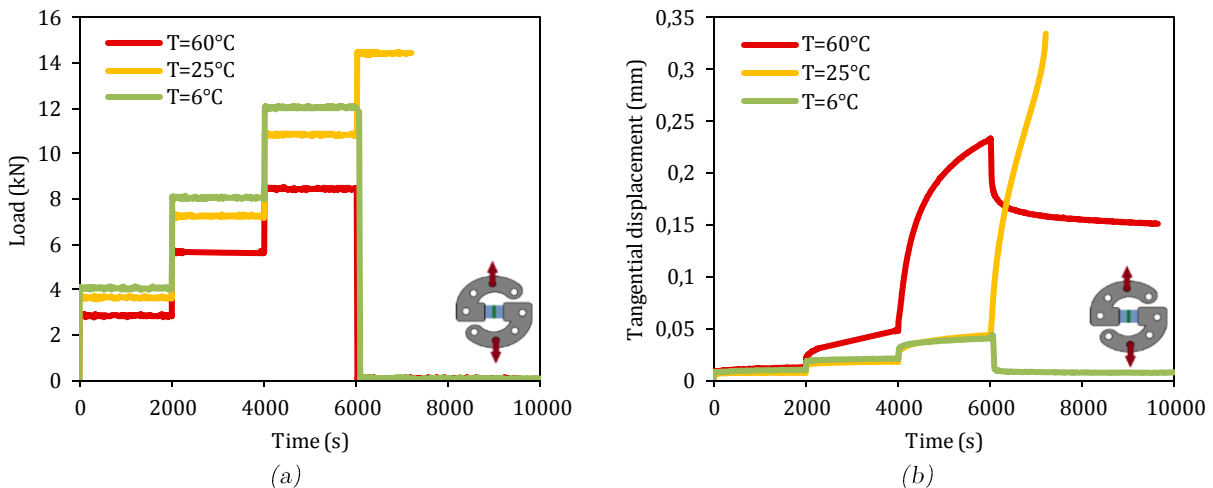 16
14
12
10
8
6
4
2
0
Load (kN)
T=60°C
T=25°C
T=6°C
0
2000
4000
6000
8000
10000
Time (s)
(a)
0,35
0,3
0,25
0,2
0,15
0,1
0,05
0
Tangential displacement (mm)
T=60°C
T=25°C
T=6°C
0
2000
4000
6000
8000
10000
Time (s)
(b)